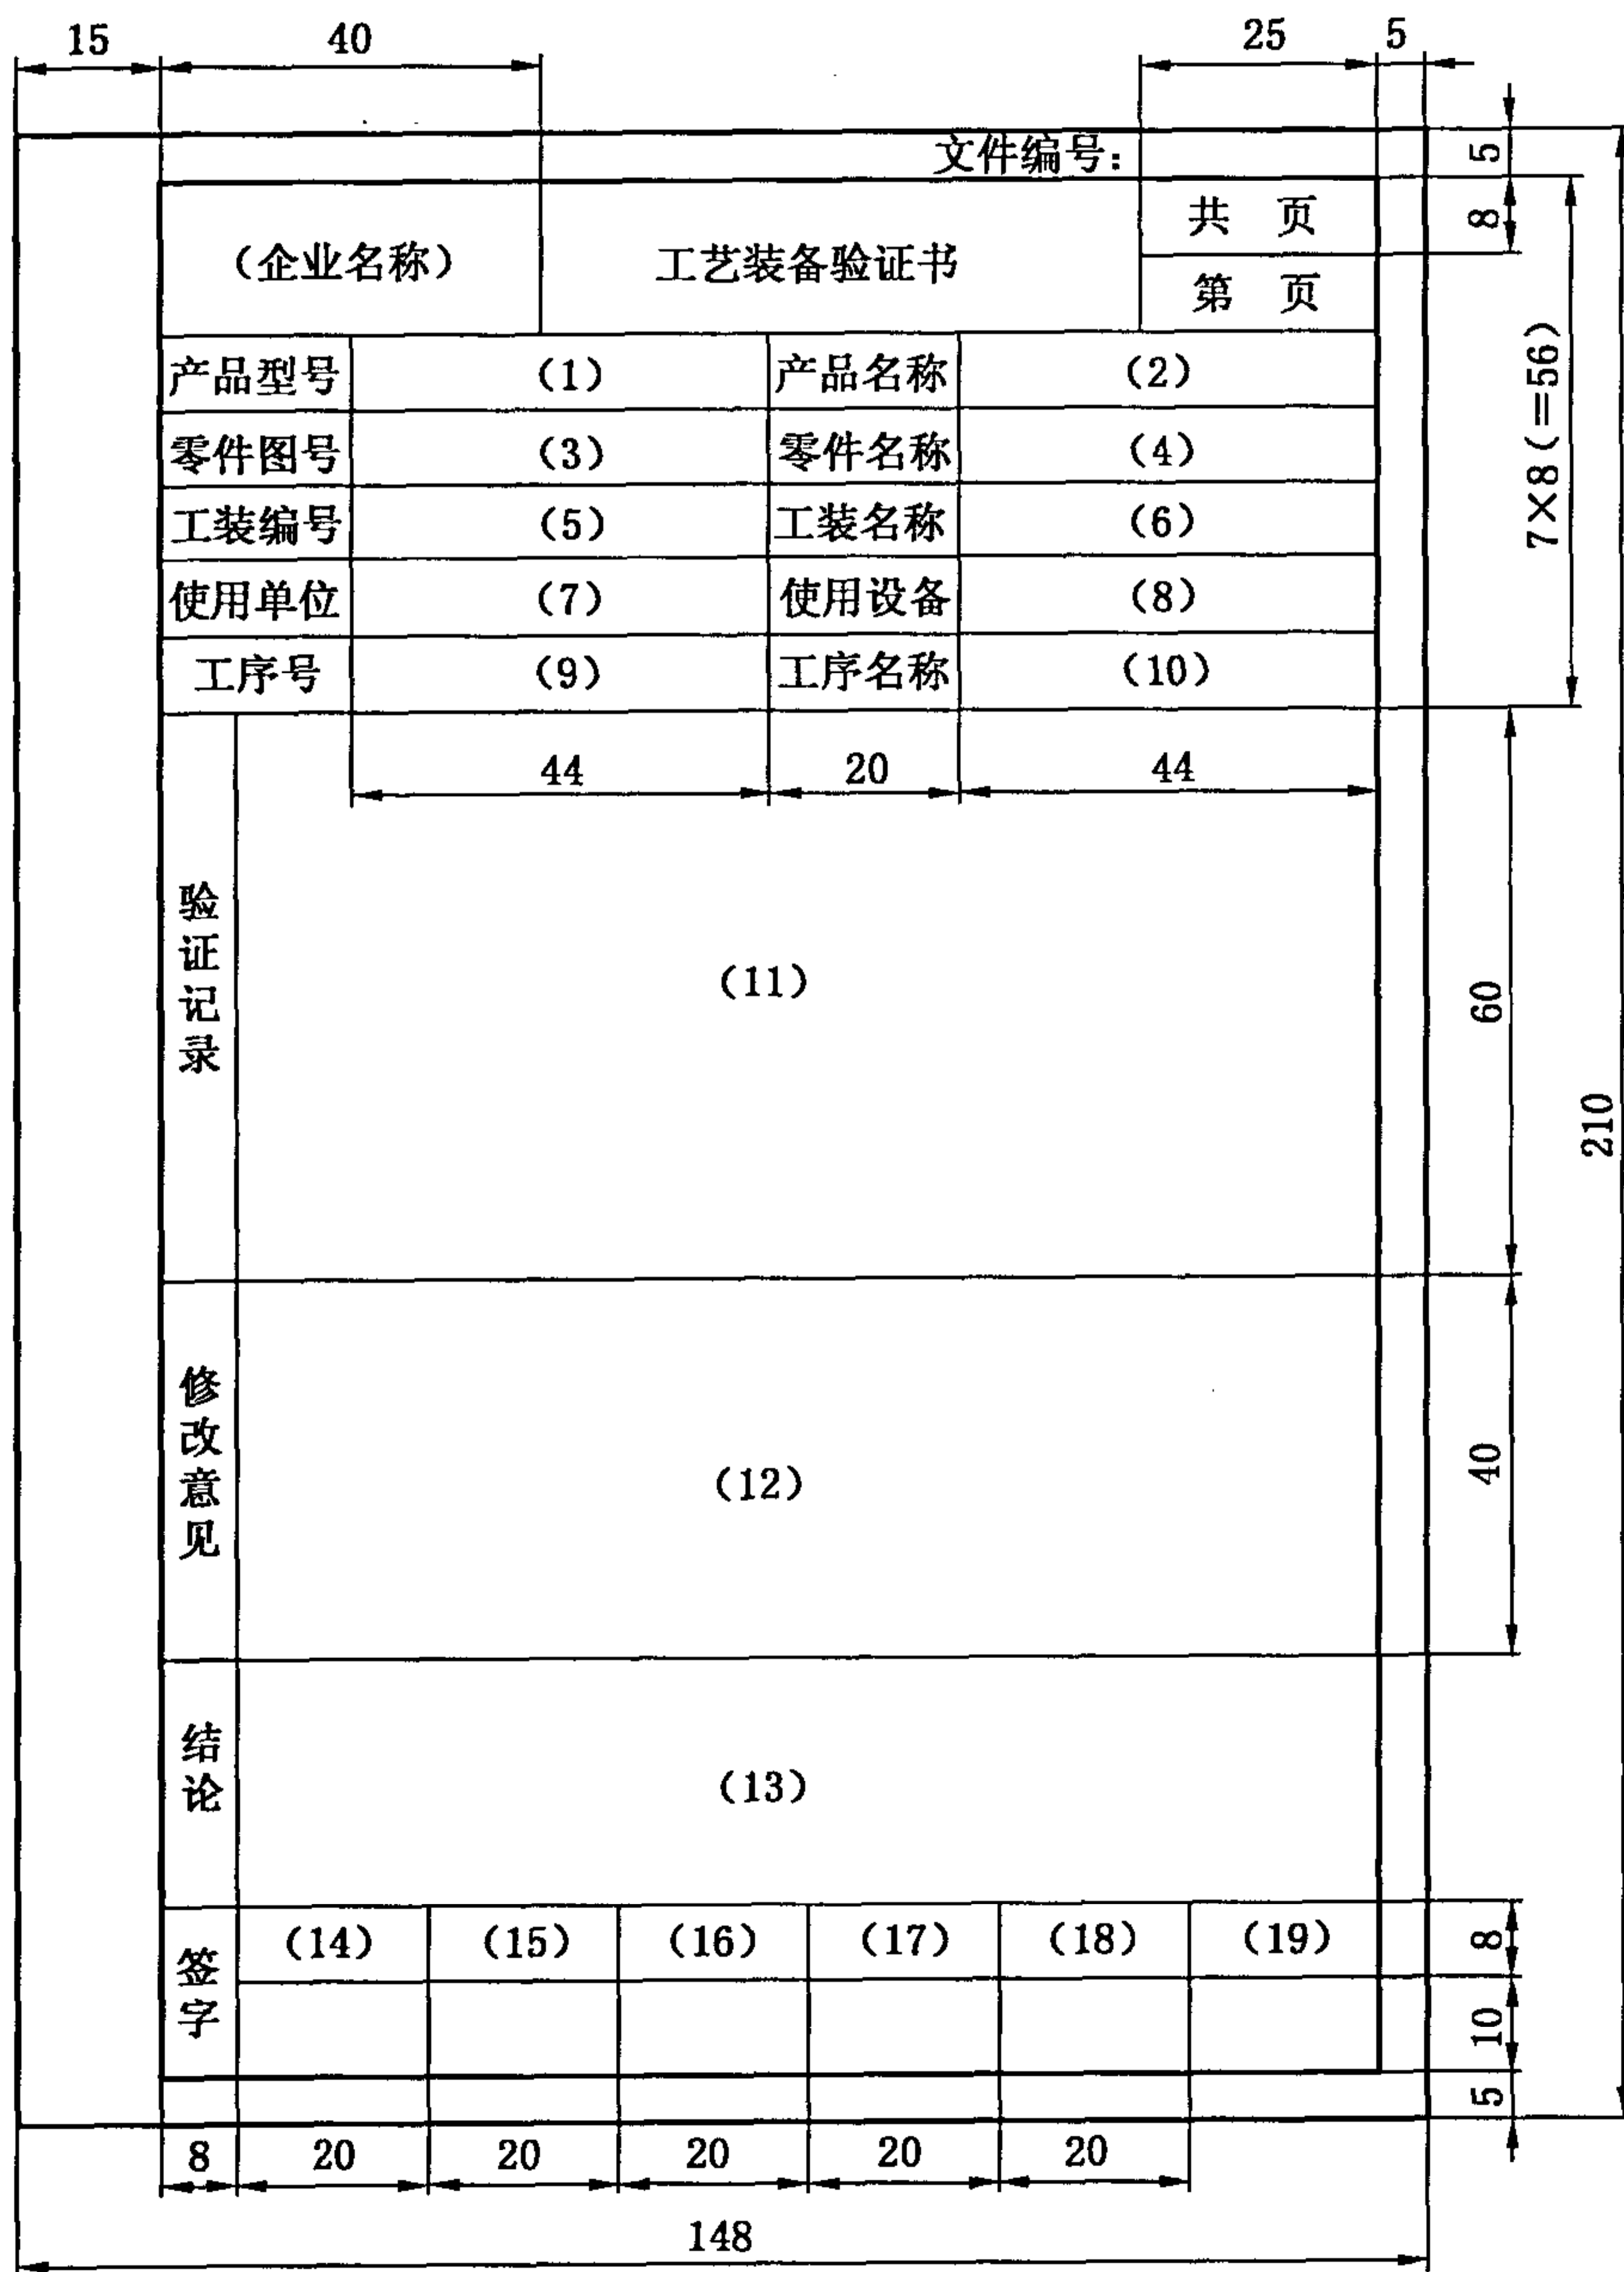 15 40 25 5
文件编号：
5
（企业名称） 工艺装备验证书 共 页
第 页
8
产品型号 （1） 产品名称 （2）
零件图号 （3） 零件名称 （4）
工装编号 （5） 工装名称 （6）
使用单位 （7） 使用设备 （8）
工序号 （9） 工序名称 （10）
7×8(=56)
44 20 44
验证记录
（11）
60
210
修改意见
（12）
40
结论
（13）
签字
（14） （15） （16） （17） （18） （19）
8
10
5
8 20 20 20 20 20
148